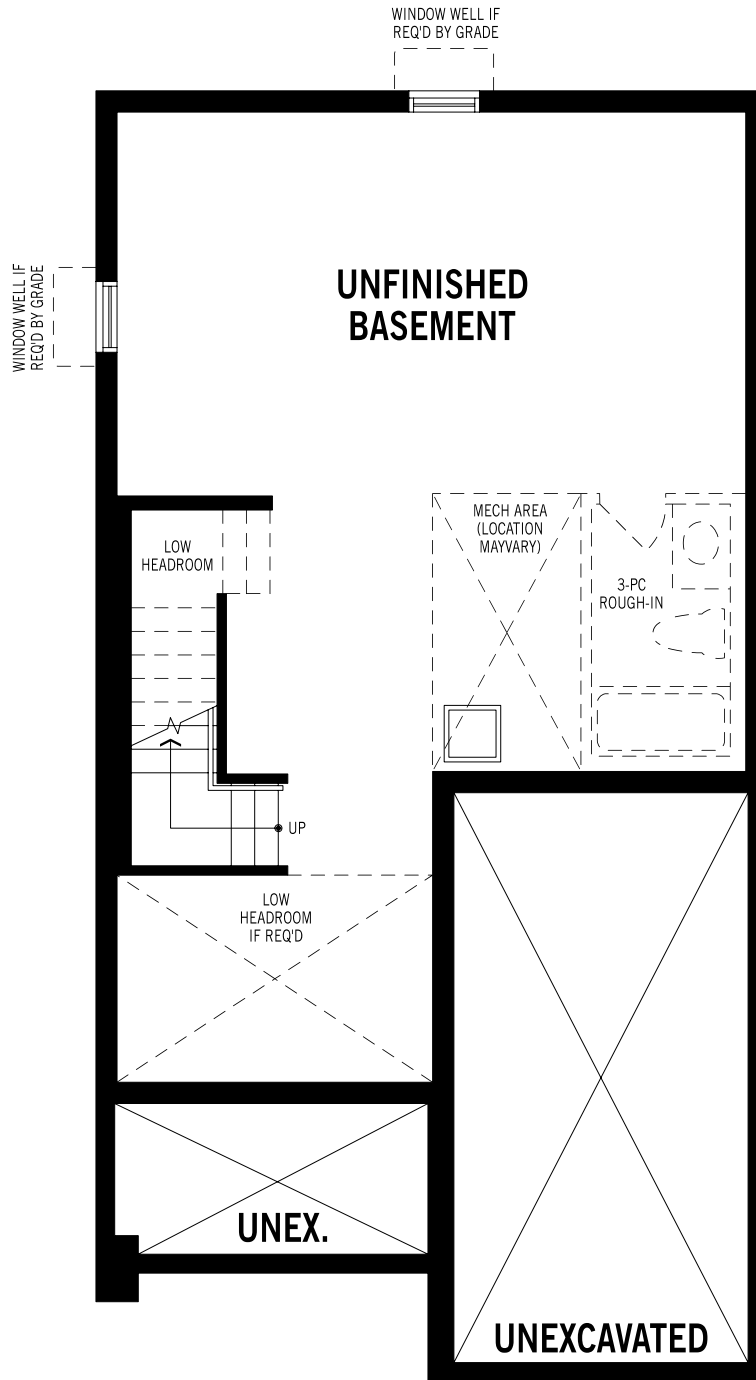 WINDOW WELL IF
REQ'D BY GRADE
WINDOW WELL IF
REQ'D BY GRADE
UNFINISHED
BASEMENT
MECH AREA
(LOCATION
MAYVARY)
LOW
HEADROOM
3-PC
ROUGH-IN
UP
LOW
HEADROOM
IF REQ'D
UNEX.
UNEXCAVATED